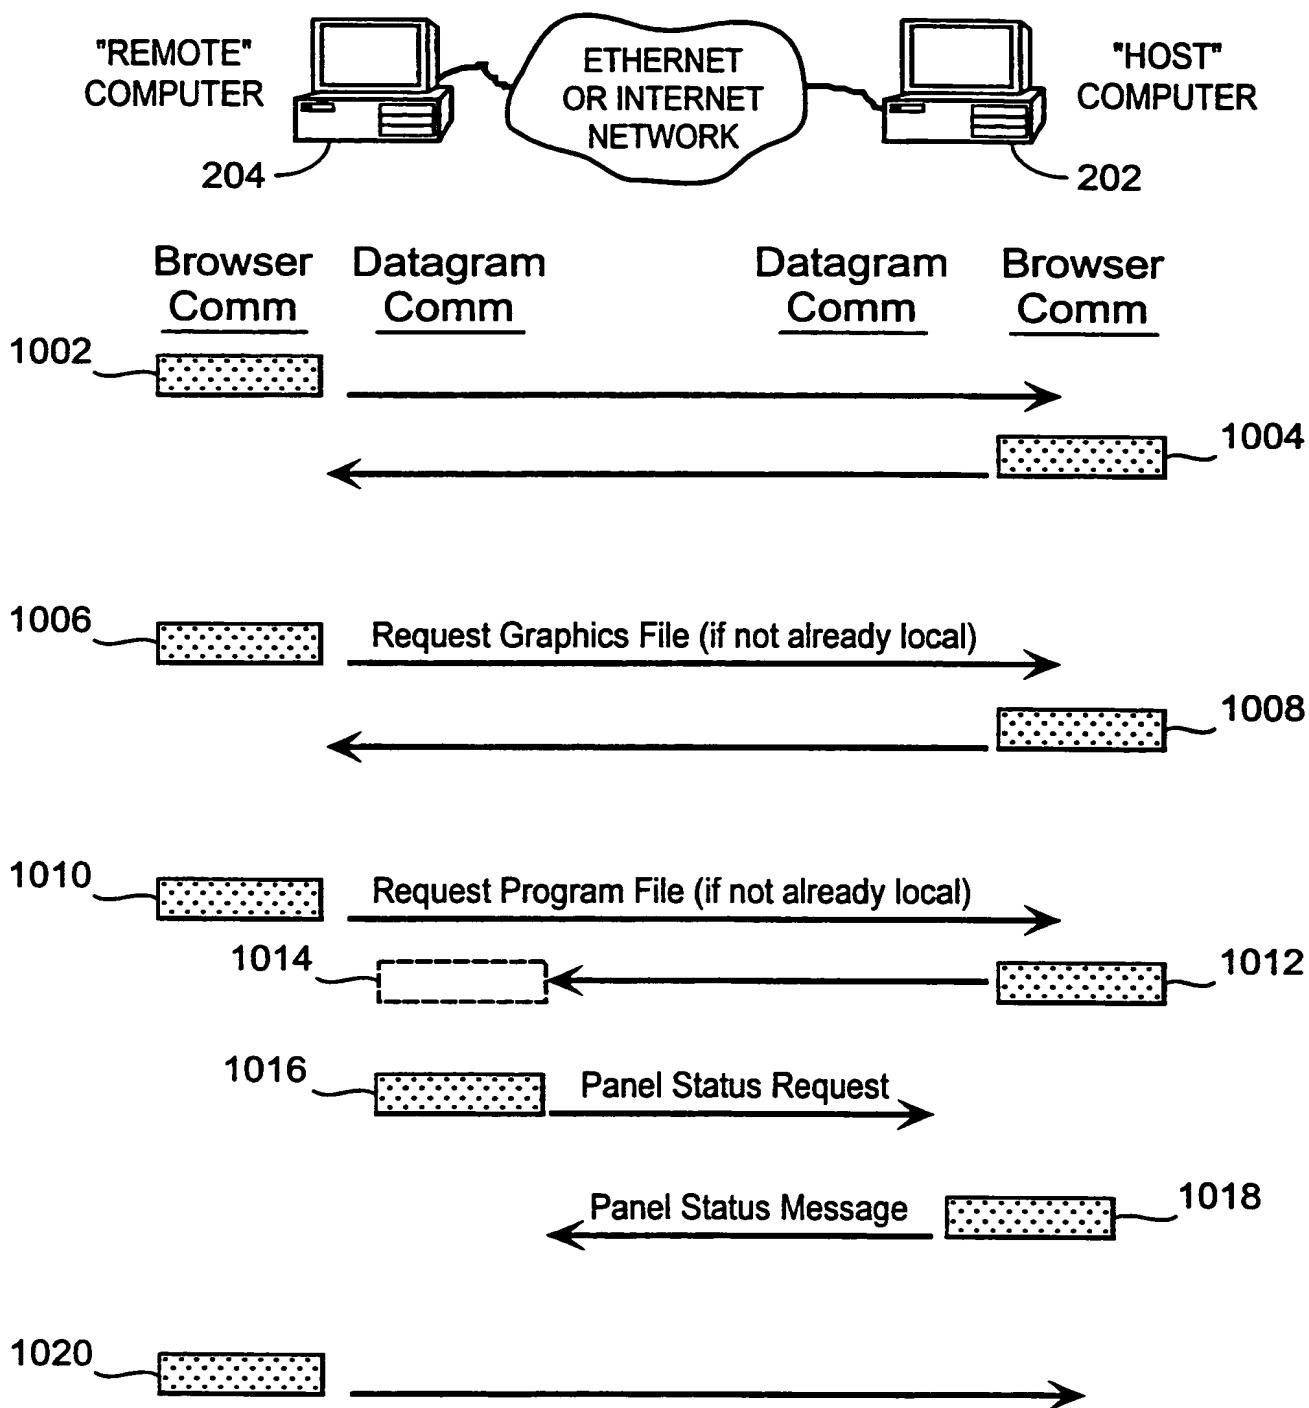 "REMOTE"
COMPUTER
ETHERNET
OR INTERNET
NETWORK
"HOST"
COMPUTER
204
202
Browser
Comm
Datagram
Comm
Datagram
Comm
Browser
Comm
1002
1004
1006
Request Graphics File (if not already local)
1008
1010
Request Program File (if not already local)
1014
1012
1016
Panel Status Request
Panel Status Message
1018
1020